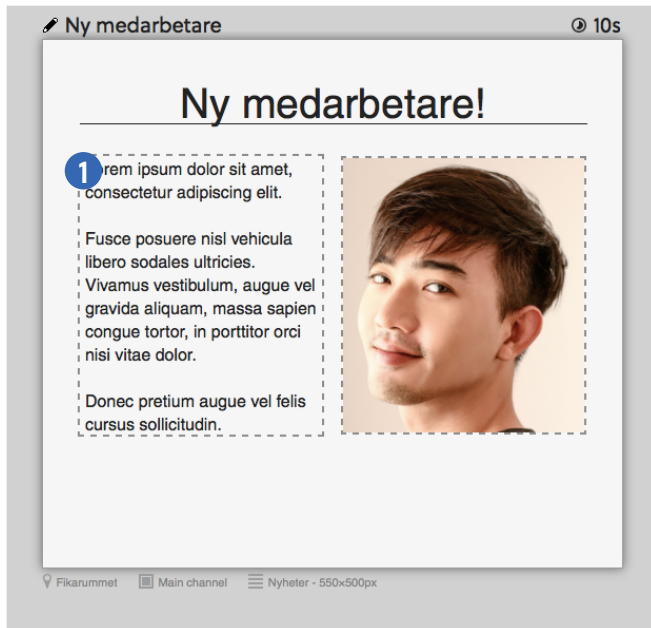 Ny medarbetare
10s
Ny medarbetare!
1
orem ipsum dolor sit amet,
consectetur adipiscing elit.
Fusce posuere nisl vehicula
libero sodales ultricies.
Vivamus vestibulum, augue vel
gravida aliquam, massa sapien
congue tortor, in porttitor orci
nisi vitae dolor.
Donec pretium augue vel felis
cursus sollicitudin.
Fikarummet
Main channel
Nyheter - 550×500px